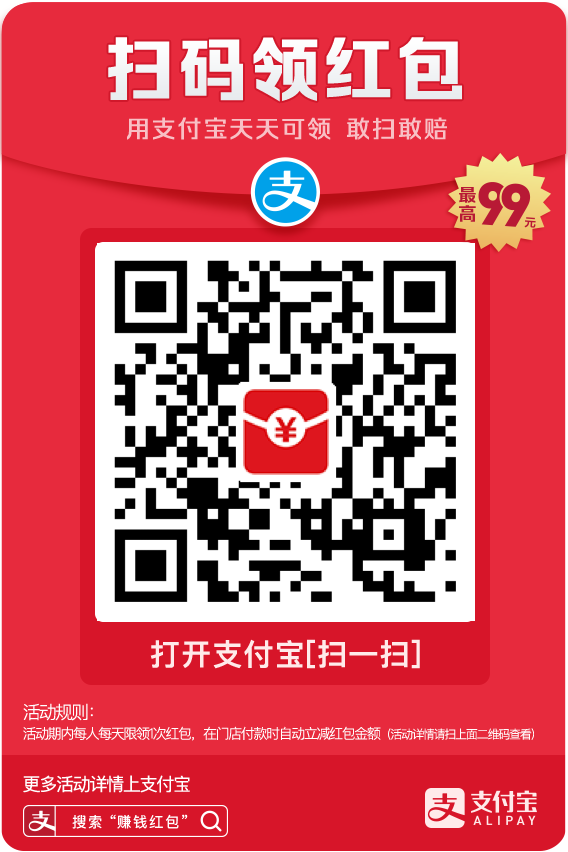 扫码领红包
用支付宝天天可领 敢扫敢赔
支
最高99元
¥
打开支付宝[扫一扫]
活动规则：
活动期内每人每天限领1次红包，在门店付款时自动立减红包金额（活动详情请扫上面二维码查看）
更多活动详情上支付宝
支 搜索“赚钱红包”
支 支付宝
ALIPAY